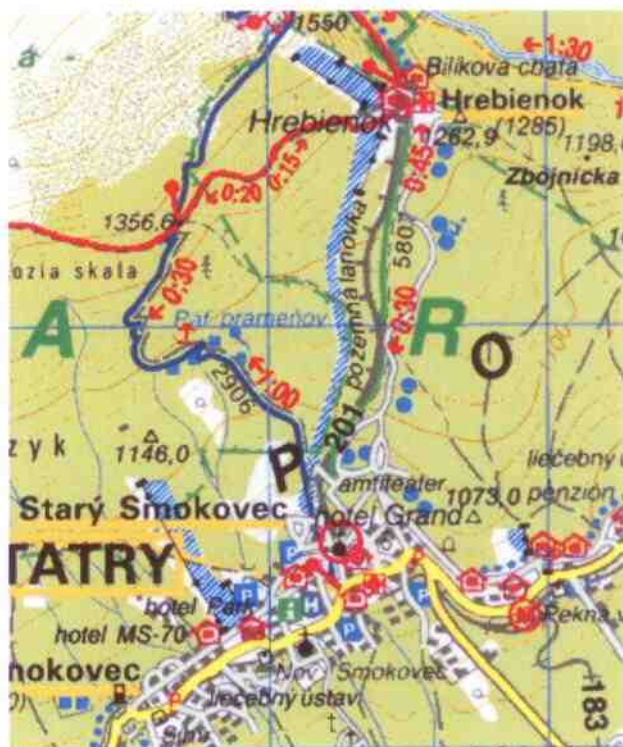 1550
←1:30
Bilíkova chata
Hrebienok
Hrebienok
(1285)
1262,9
1198,
Zbojnícka
0:20
0:15
0:45
1356,6
ozia skala
580
pozemná lanovka
0:30
0:30
A
Päť prameňov
R
O
100
2906
1:00
201
zyk
1146,0
P
amfiteáter
liečebný
1073,0
penzión
Starý Smokovec
hotel Grand
TATRY
P
P
P
hotel Park
i
H
P
hotel MS-70
Pekná v
mokovec
Nový Smokovec
P
liečebný ústav
183
t